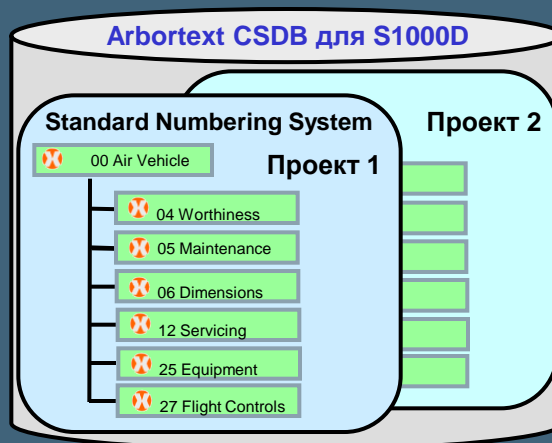 Arbortext CSDB для S1000D
Standard Numbering System
Проект 2
00 Air Vehicle
Проект 1
04 Worthiness
05 Maintenance
06 Dimensions
12 Servicing
25 Equipment
27 Flight Controls